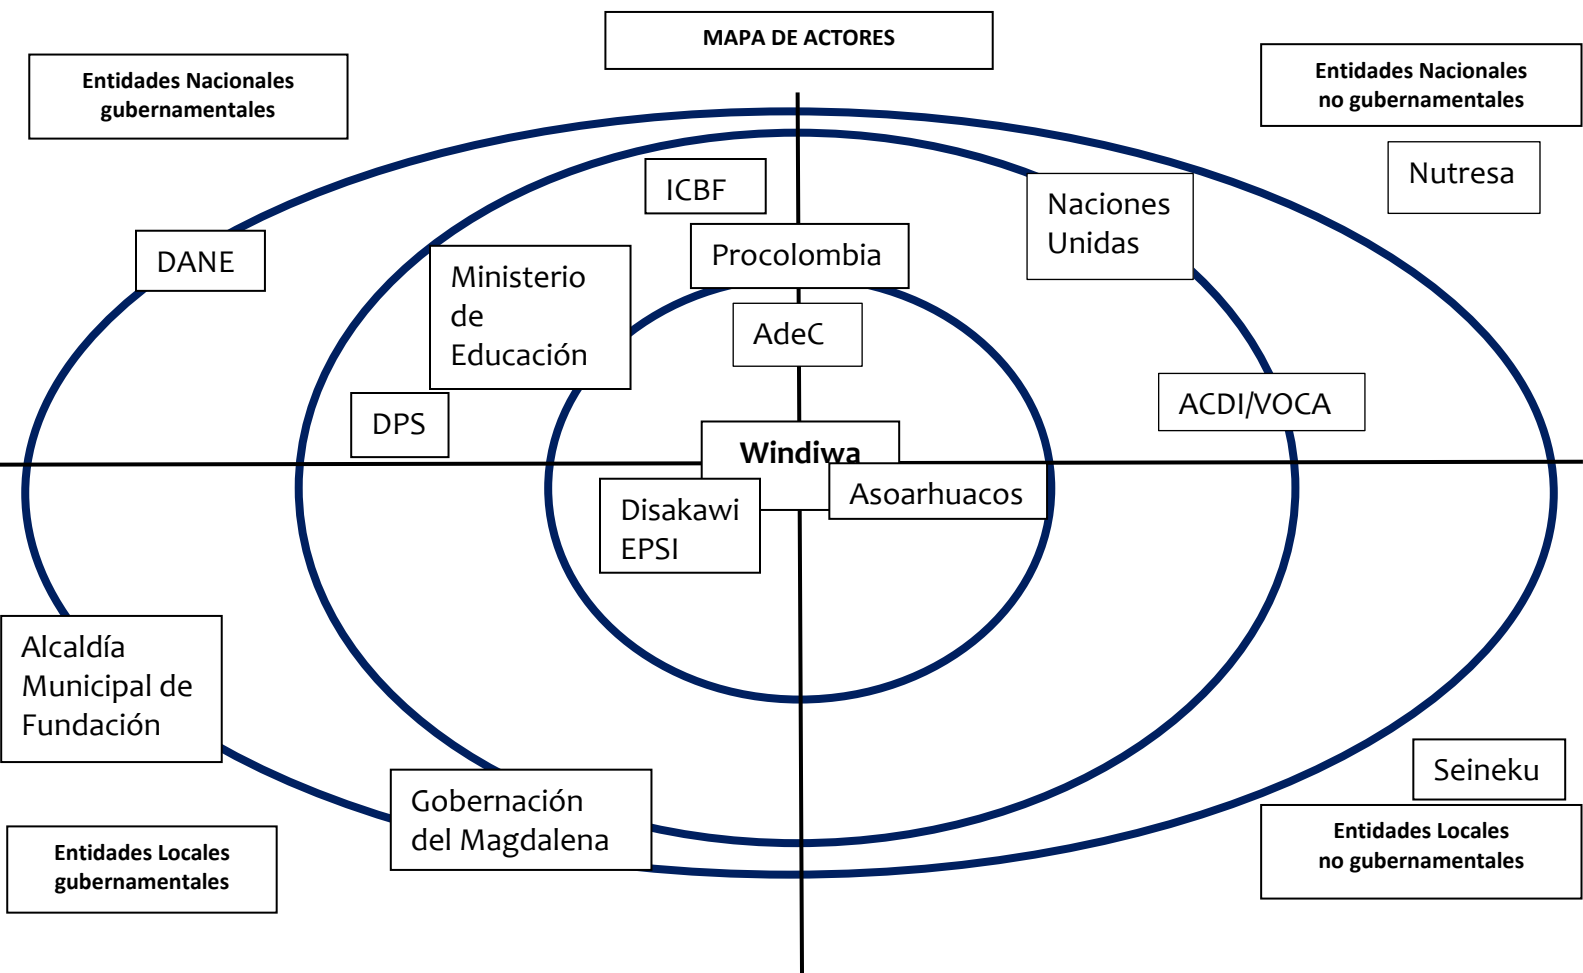 MAPA DE ACTORES
Entidades Nacionales
gubernamentales
Entidades Nacionales
no gubernamentales
Nutresa
ICBF
Naciones
Unidas
DANE
Procolombia
Ministerio
de
Educación
AdeC
DPS
ACDI/VOCA
Windiwa
Asoarhuacos
Disakawi
EPSI
Alcaldía
Municipal de
Fundación
Gobernación
del Magdalena
Seineku
Entidades Locales
gubernamentales
Entidades Locales
no gubernamentales